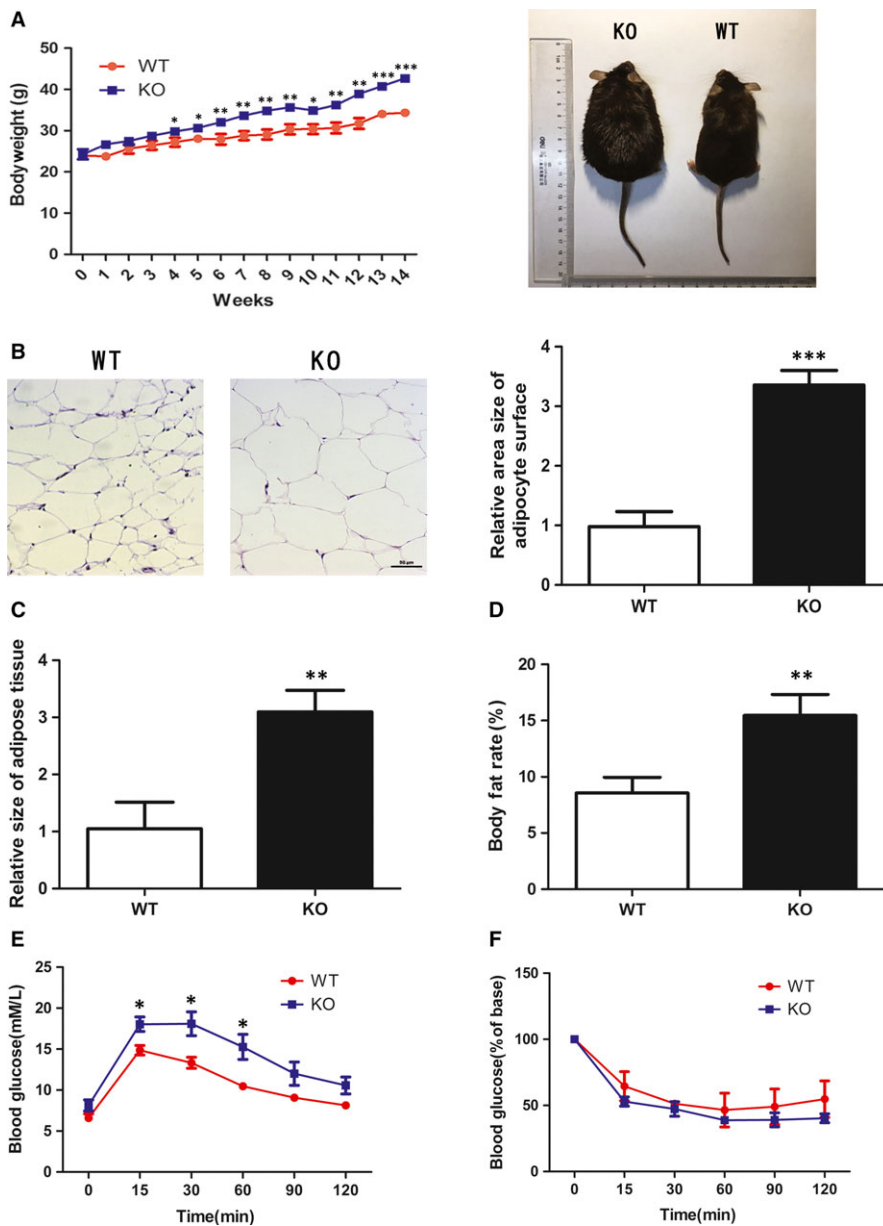 A
KO
WT
Bodyweight (g)
50
40
30
20
10
0
WT
KO
* * ** ** ** ** * ** ** *** ***
0 1 2 3 4 5 6 7 8 9 10 11 12 13 14
Weeks
B
WT
KO
50 μm
Relative area size of
adipocyte surface
4
3
2
1
0
***
WT
KO
C
Relative size of adipose tissue
4
3
2
1
0
**
WT
KO
D
Body fat rate (%)
20
15
10
5
0
**
WT
KO
E
Blood glucose(mM/L)
25
20
15
10
5
0
WT
KO
* * *
0 15 30 60 90 120
Time(min)
F
Blood glucose(% of base)
150
100
50
0
WT
KO
0 15 30 60 90 120
Time(min)